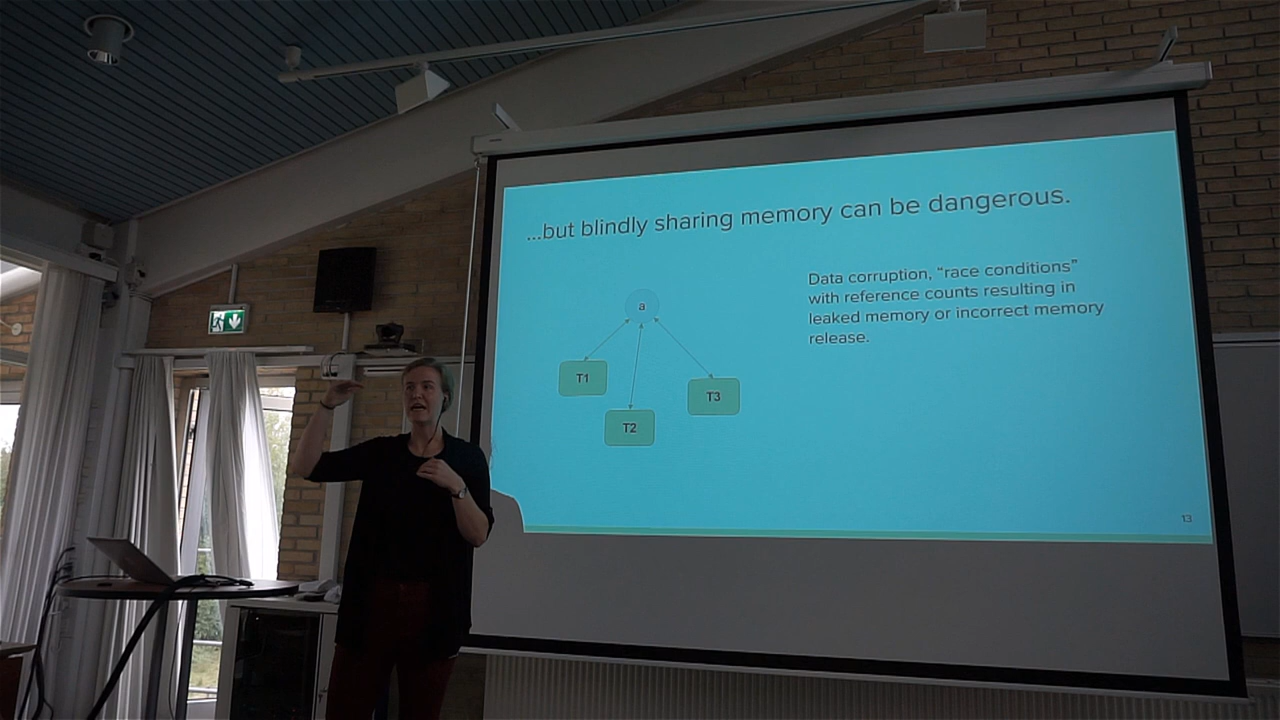 ...but blindly sharing memory can be dangerous.
Data corruption, “race conditions”
with reference counts resulting in
leaked memory or incorrect memory
release.
a
T1
T3
T2
13